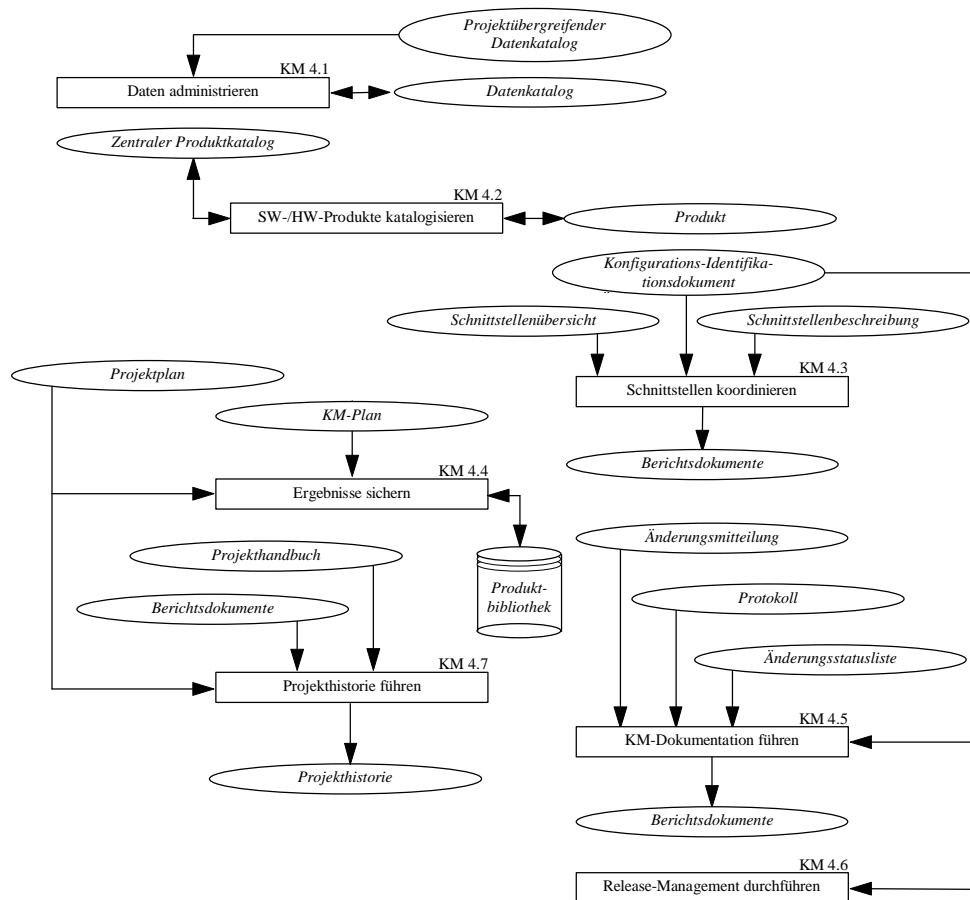 Projektübergreifender
Datenkatalog
KM 4.1
Daten administrieren
Datenkatalog
Zentraler Produktkatalog
KM 4.2
SW-/HW-Produkte katalogisieren
Produkt
Konfigurations-Identifika-
tionsdokument
Schnittstellenübersicht
Schnittstellenbeschreibung
KM 4.3
Schnittstellen koordinieren
Projektplan
KM-Plan
Berichtsdokumente
KM 4.4
Ergebnisse sichern
Änderungsmitteilung
Projekthandbuch
Produkt-
bibliothek
Berichtsdokumente
Protokoll
Änderungsstatusliste
KM 4.7
Projekthistorie führen
KM 4.5
KM-Dokumentation führen
Projekthistorie
Berichtsdokumente
KM 4.6
Release-Management durchführen